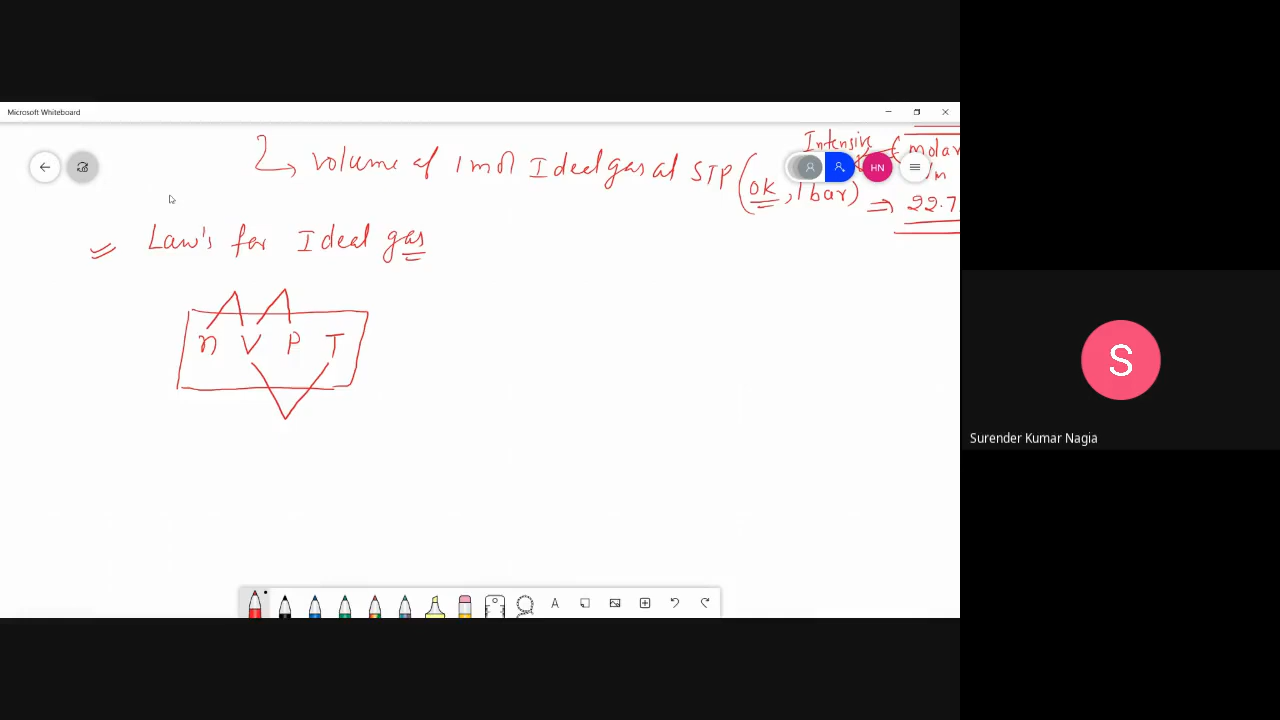 Microsoft Whiteboard
Intensive
molar
volume of 1 mol Ideal gas at STP (0K, 1 bar) ⇒ 22.7
m
HN
Law's for Ideal gas
n V P T
A
S
Surender Kumar Nagia